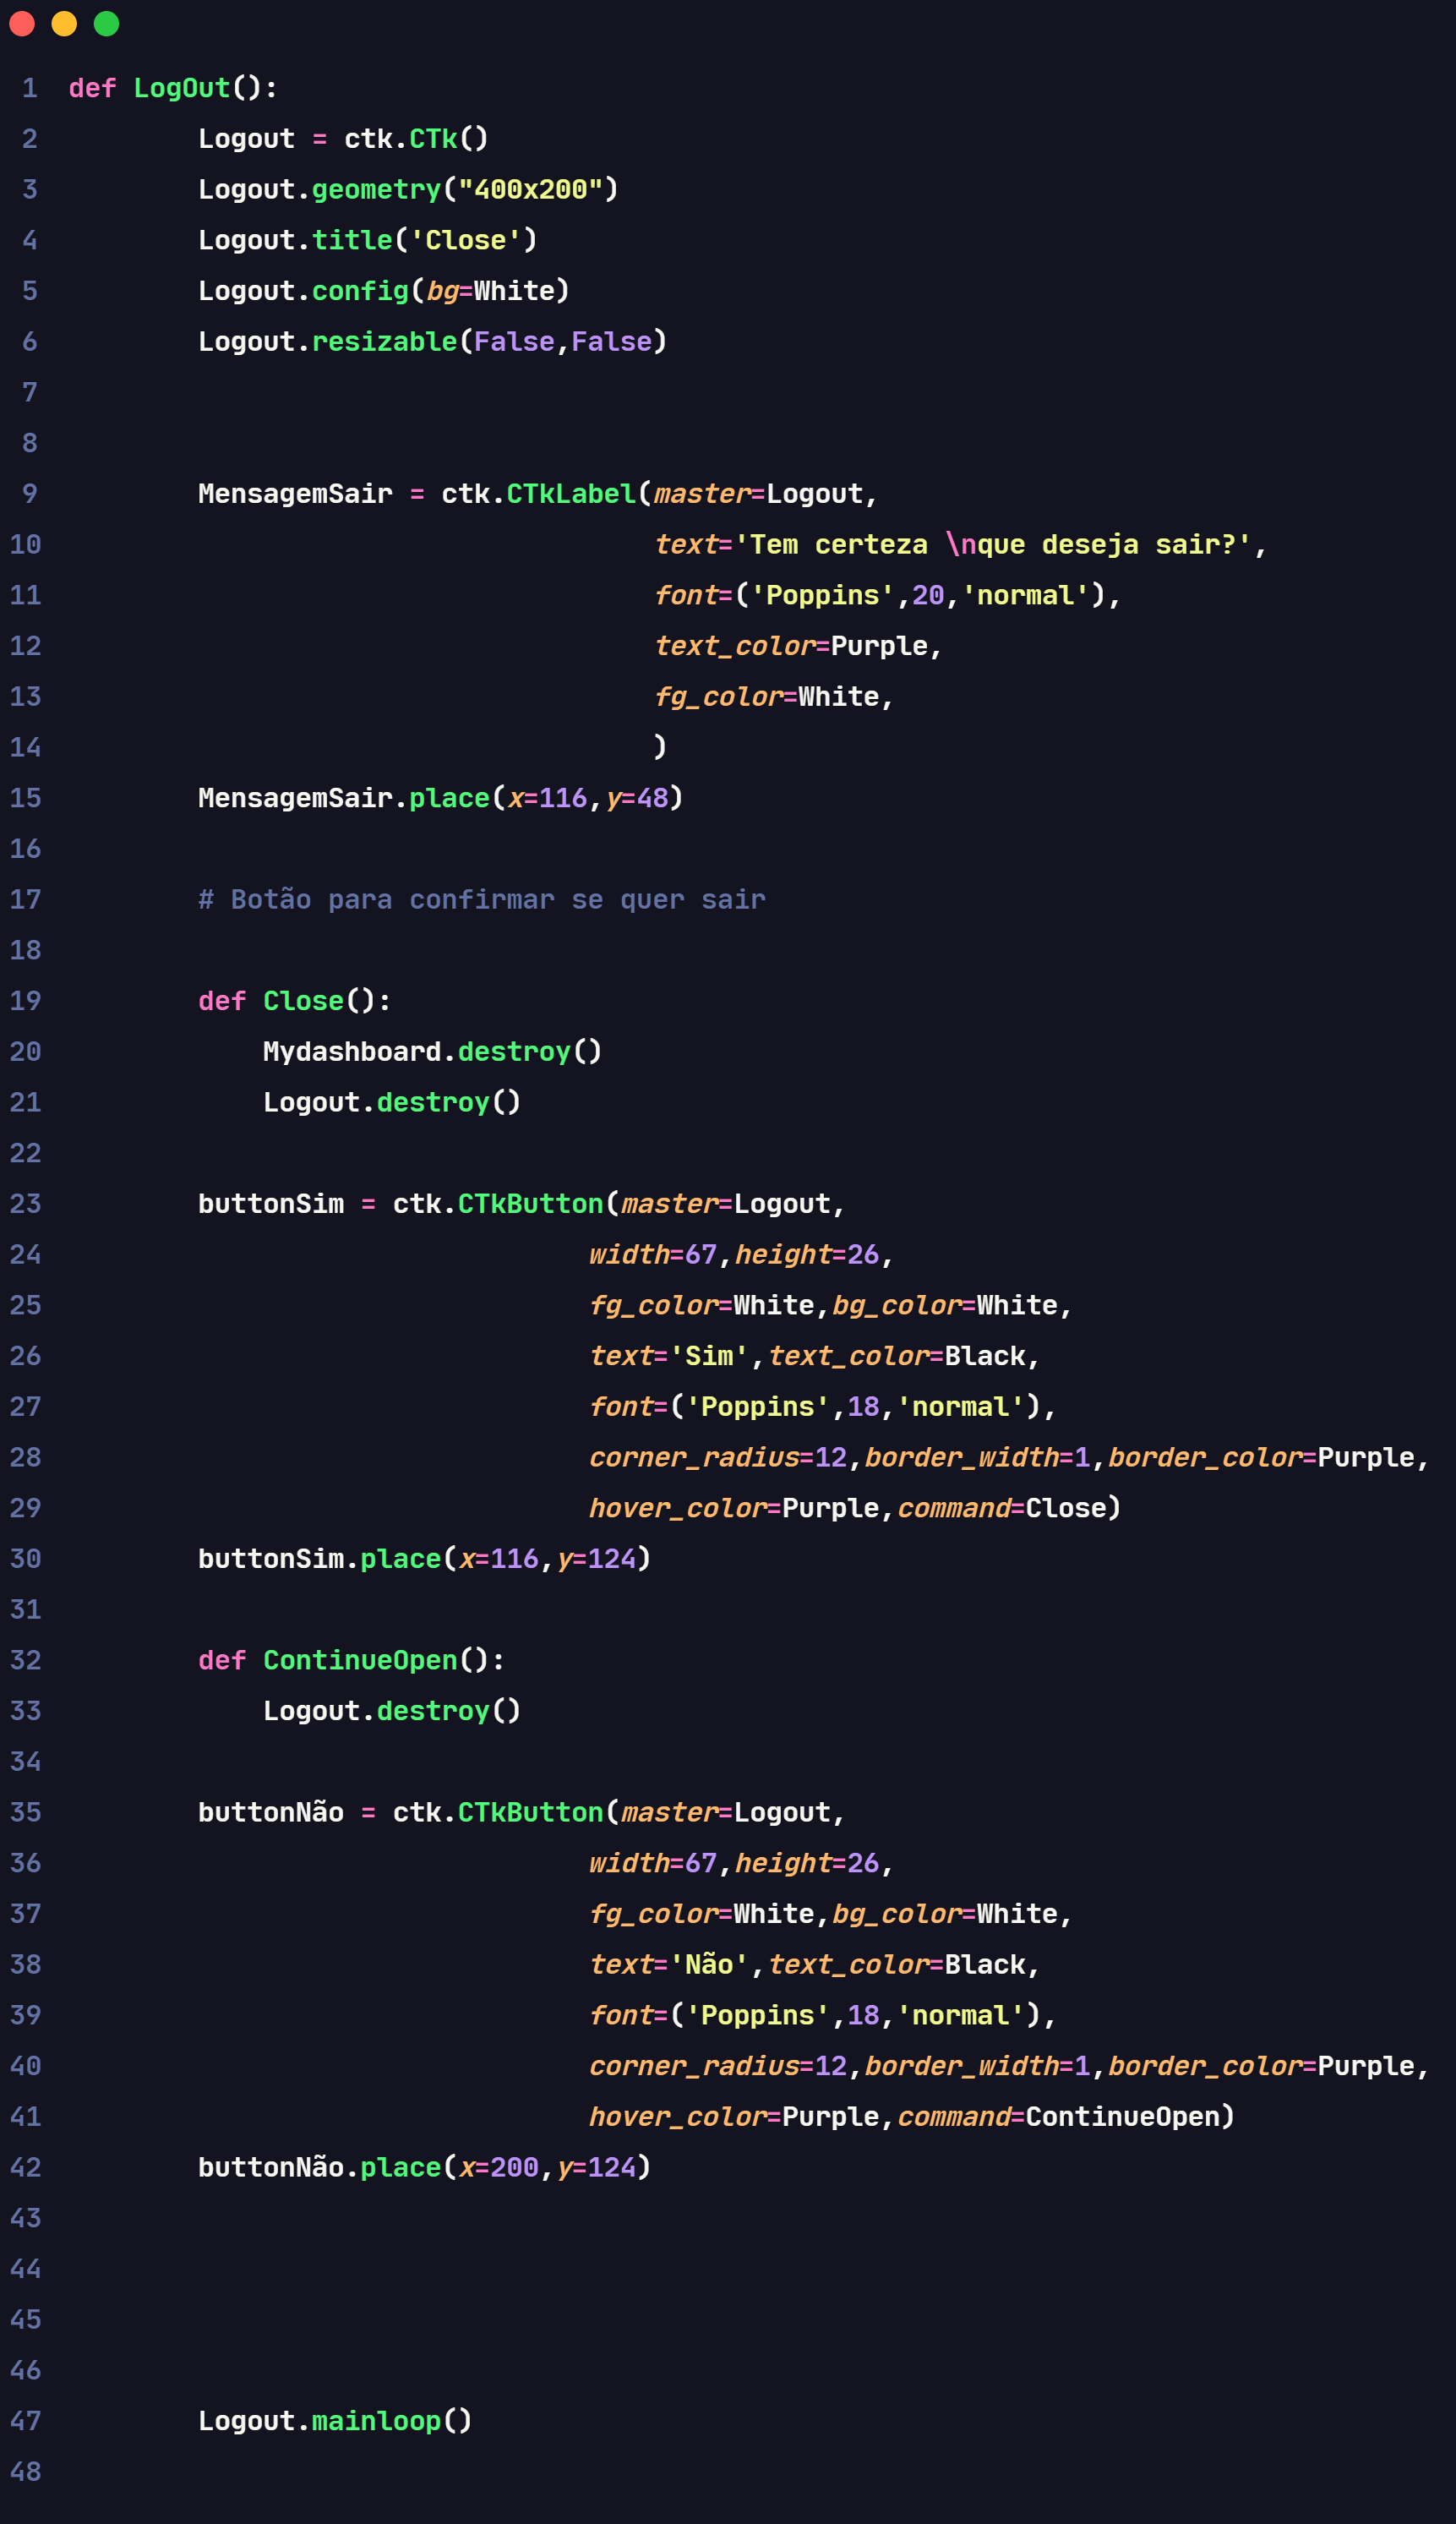 1 def LogOut():
2         Logout = ctk.CTk()
3         Logout.geometry("400x200")
4         Logout.title('Close')
5         Logout.config(bg=White)
6         Logout.resizable(False,False)
7
8
9         MensagemSair = ctk.CTkLabel(master=Logout,
10                                     text='Tem certeza \nque deseja sair?',
11                                     font=('Poppins',20,'normal'),
12                                     text_color=Purple,
13                                     fg_color=White,
14                                     )
15         MensagemSair.place(x=116,y=48)
16
17         # Botão para confirmar se quer sair
18
19         def Close():
20             Mydashboard.destroy()
21             Logout.destroy()
22
23         buttonSim = ctk.CTkButton(master=Logout,
24                                 width=67,height=26,
25                                 fg_color=White,bg_color=White,
26                                 text='Sim',text_color=Black,
27                                 font=('Poppins',18,'normal'),
28                                 corner_radius=12,border_width=1,border_color=Purple,
29                                 hover_color=Purple,command=Close)
30         buttonSim.place(x=116,y=124)
31
32         def ContinueOpen():
33             Logout.destroy()
34
35         buttonNão = ctk.CTkButton(master=Logout,
36                                 width=67,height=26,
37                                 fg_color=White,bg_color=White,
38                                 text='Não',text_color=Black,
39                                 font=('Poppins',18,'normal'),
40                                 corner_radius=12,border_width=1,border_color=Purple,
41                                 hover_color=Purple,command=ContinueOpen)
42         buttonNão.place(x=200,y=124)
43
44
45
46
47         Logout.mainloop()
48